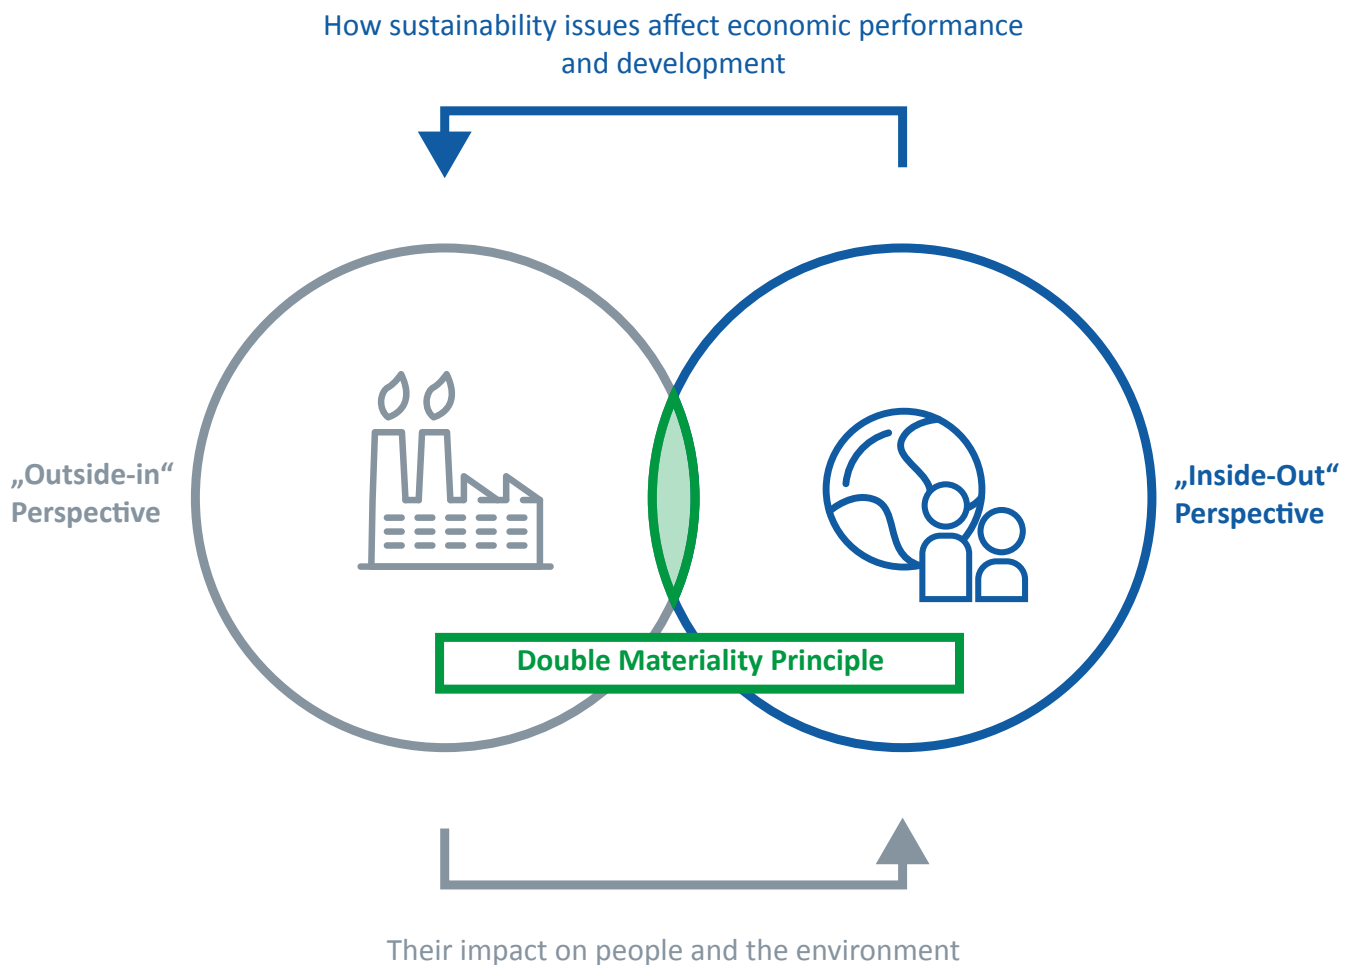 How sustainability issues affect economic performance
and development
„Outside-in“
Perspective
„Inside-Out“
Perspective
Double Materiality Principle
Their impact on people and the environment